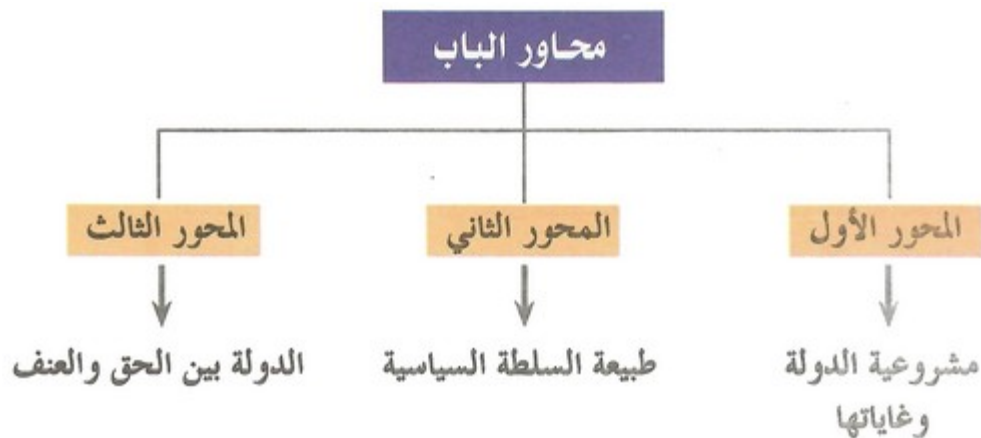 محاور الباب
المحور الأول
المحور الثاني
المحور الثالث
مشروعية الدولة
وغاياتها
طبيعة السلطة السياسية
الدولة بين الحق والعنف